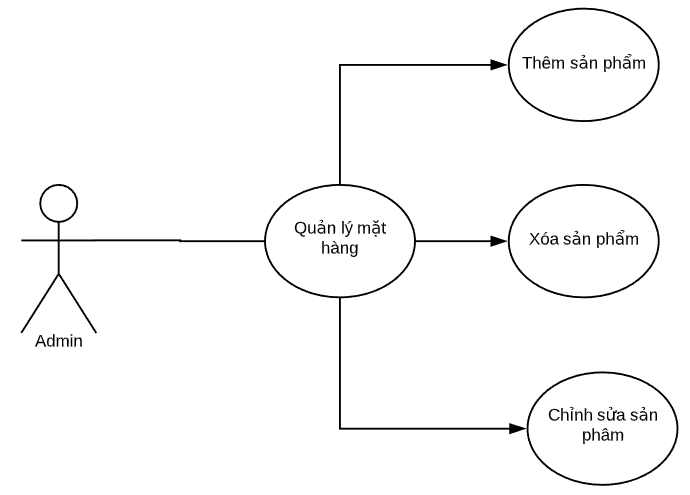 Thêm sản phẩm
Quản lý mặt
hàng
Xóa sản phẩm
Admin
Chỉnh sửa sản
phâm